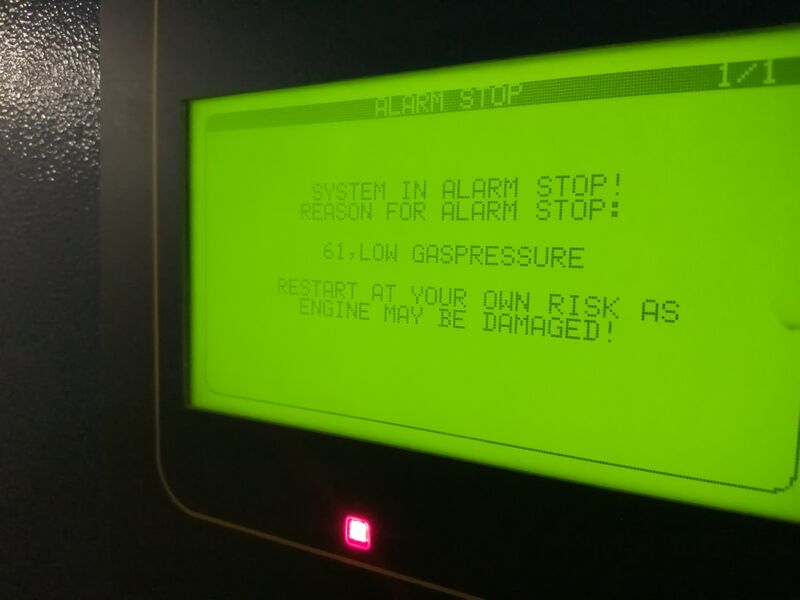 ALARM STOP 1/1
SYSTEM IN ALARM STOP!
REASON FOR ALARM STOP:
61,LOW GASPRESSURE
RESTART AT YOUR OWN RISK AS
ENGINE MAY BE DAMAGED!